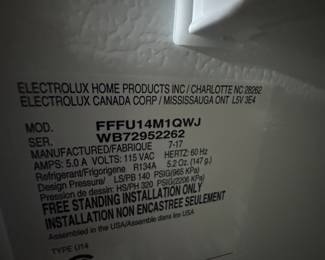 ELECTROLUX HOME PRODUCTS INC / CHARLOTTE NC 28262
ELECTROLUX CANADA CORP / MISSISSAUGA ONT L5V 3E4
MOD. FFFU14M1QWJ
SER. WB72952262
MANUFACTURED/FABRIQUE 7-17
AMPS: 5.0 A VOLTS: 115 VAC HERTZ: 60 Hz
Refrigerant/Frigorigene R134A 5.2 Oz. (147 g.)
Design Pressure/ LS/PB 140 PSIG(965 KPa)
Pression de dessin: HS/PH 320 PSIG(2206 KPa)
FREE STANDING INSTALLATION ONLY
INSTALLATION NON ENCASTREE SEULEMENT
Assembled in the USA/Assemble dans les USA
TYPE U14